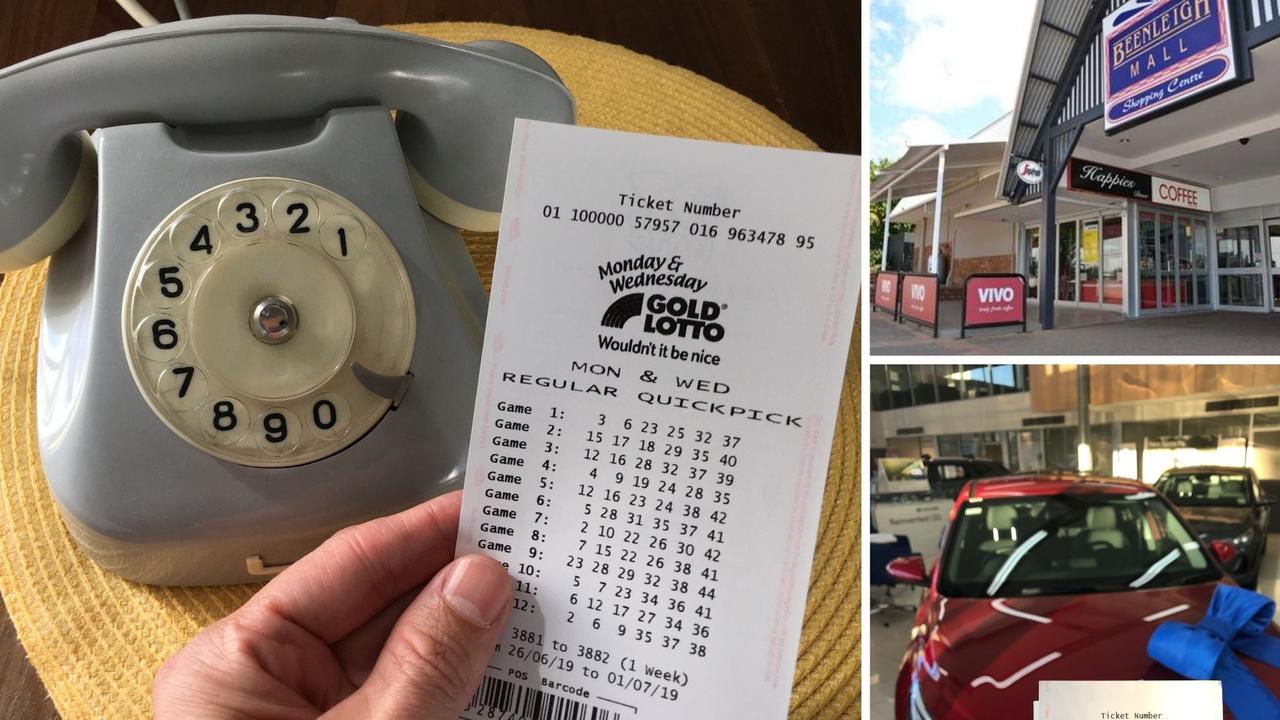 3 2
4 1
5
6
7
8 9 0
Ticket Number
01 100000 57957 016 963478 95
Monday &
Wednesday
GOLD
LOTTO
Wouldn't it be nice
MON & WED
REGULAR QUICKPICK
Game 1: 3 6 23 25 32 37
Game 2: 15 17 18 29 35 40
Game 3: 12 16 28 32 37 39
Game 4: 4 9 19 24 28 35
Game 5: 12 16 23 24 38 42
Game 6: 5 28 31 35 37 41
Game 7: 2 10 22 26 30 42
Game 8: 7 15 22 26 38 41
Game 9: 23 28 29 32 38 44
e 10: 5 7 23 34 36 41
11: 6 12 17 27 34 36
12: 2 6 9 35 37 38
3881 to 3882 (1 Week)
26/06/19 to 01/07/19
POS Barcode
BEENLEIGH
MALL
Shopping Centre
Happies
COFFEE
VIVO
VIVO
VIVO
Ticket Number